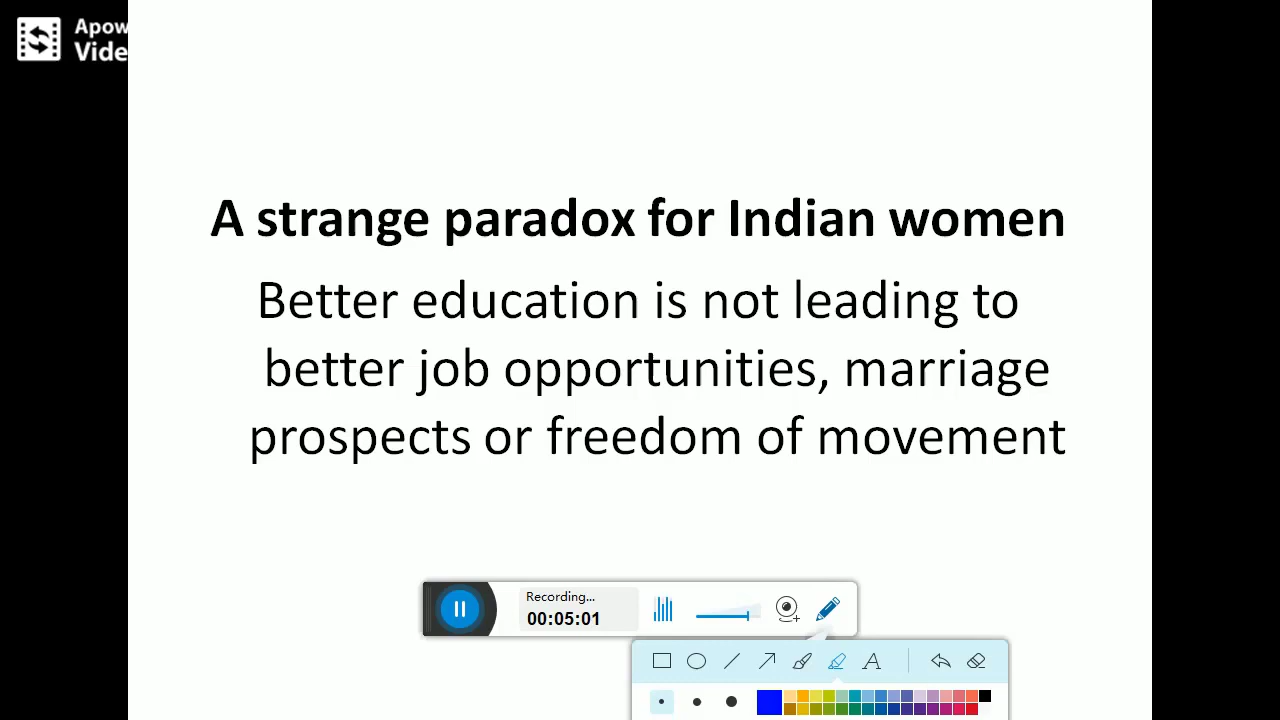 Apow
Vide
A strange paradox for Indian women
Better education is not leading to
better job opportunities, marriage
prospects or freedom of movement
Recording...
00:05:01
A